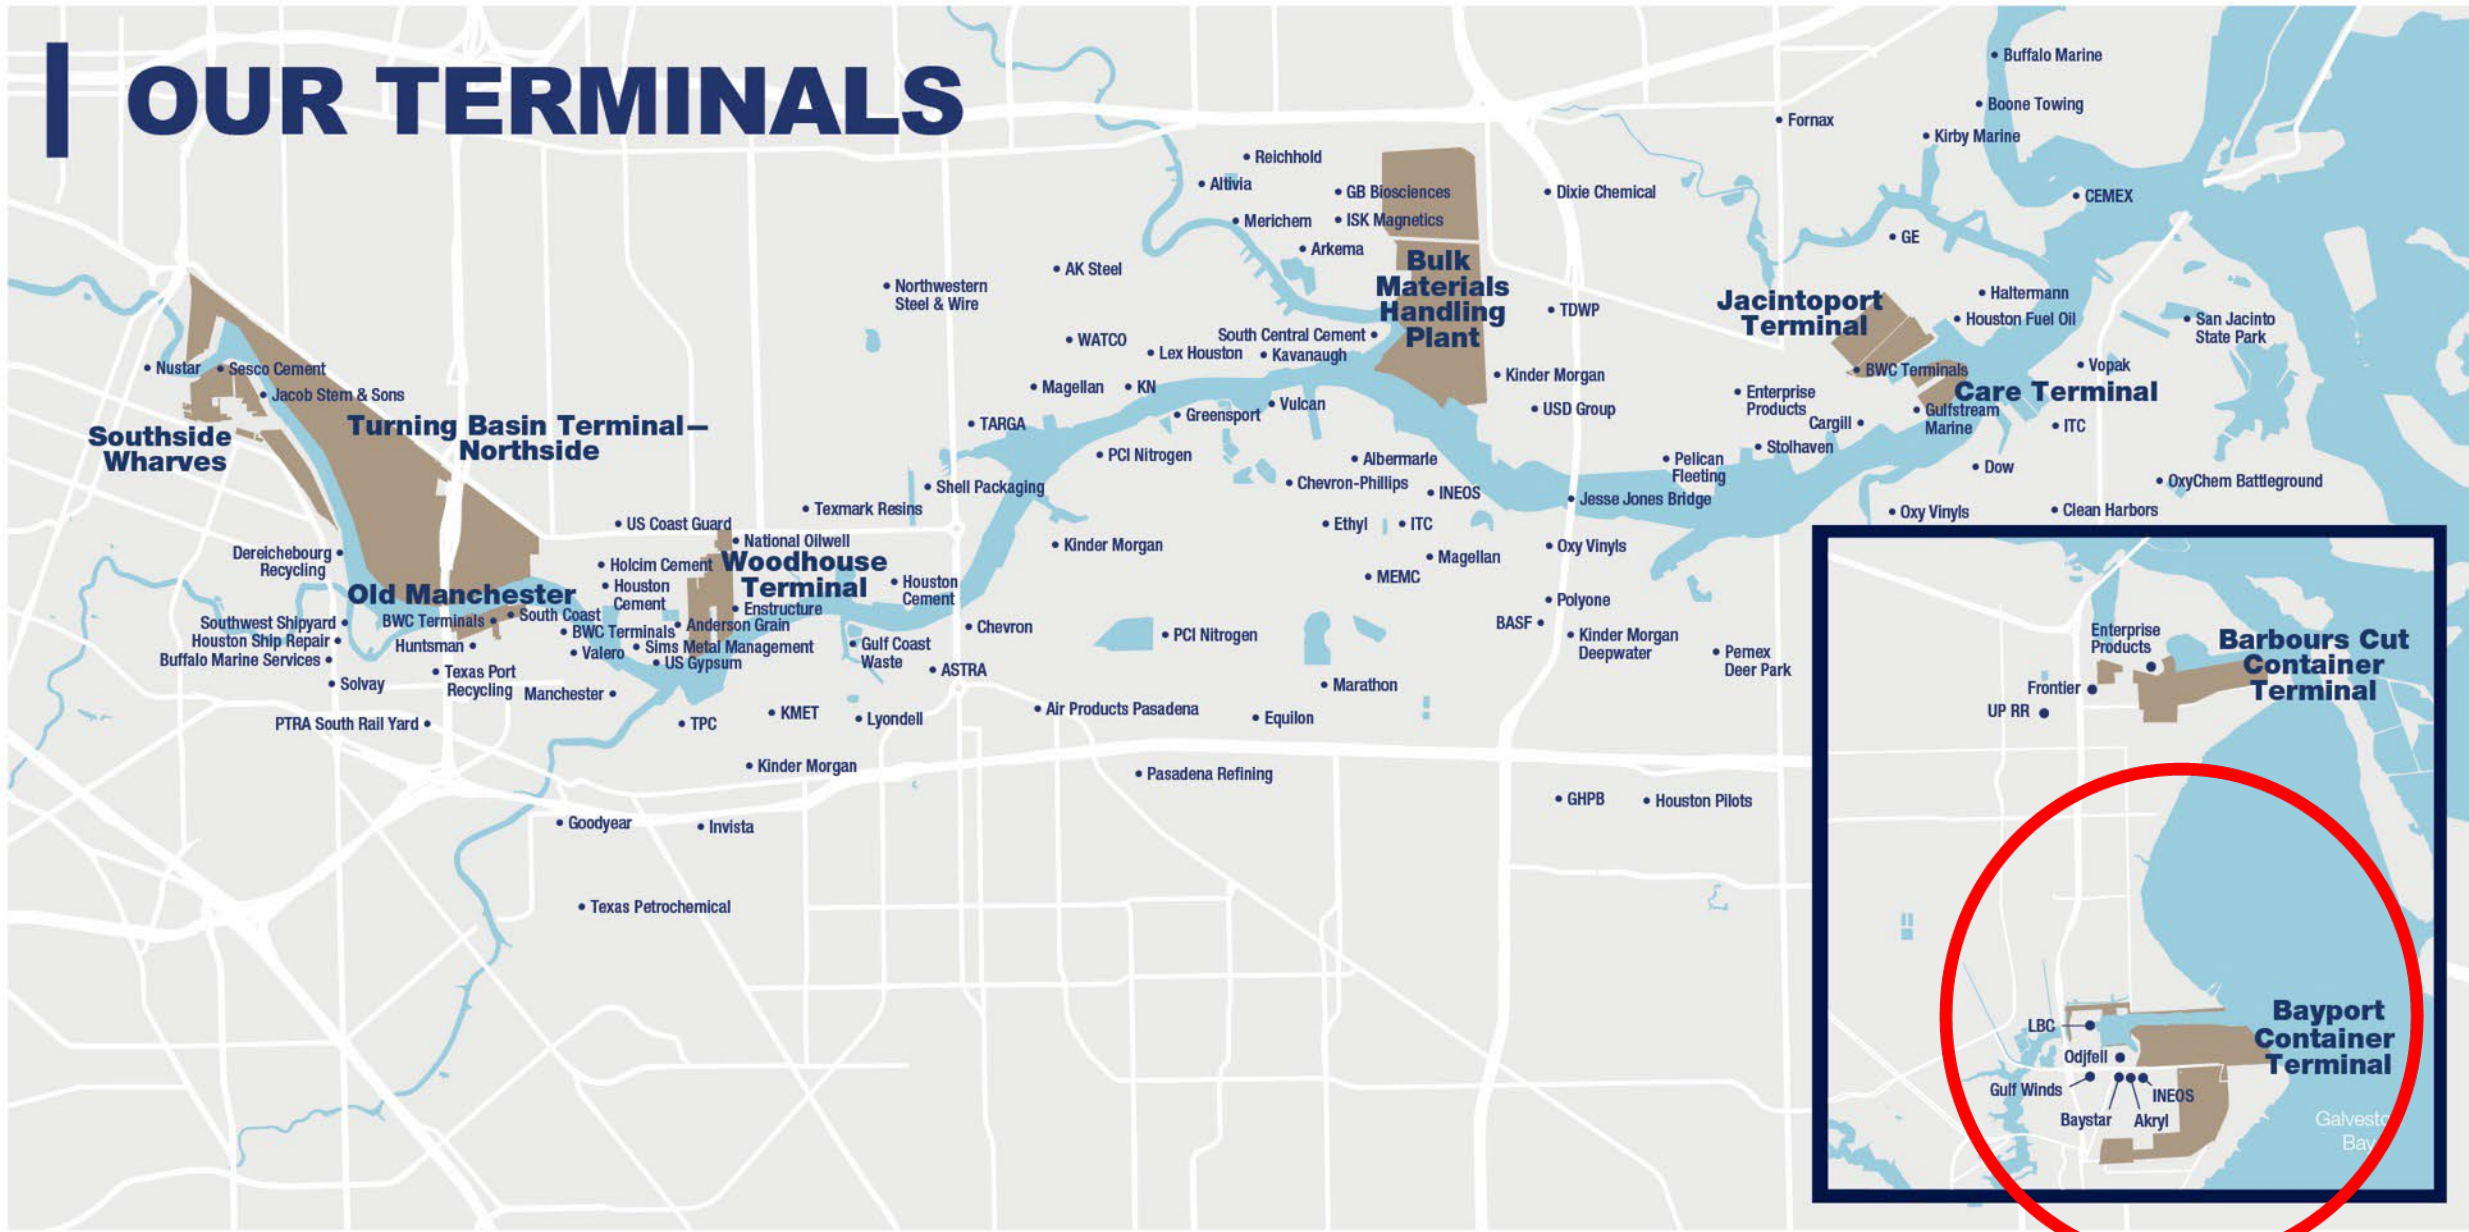 OUR TERMINALS
Buffalo Marine
Boone Towing
Kirby Marine
Fornax
Reichhold
Altivia
GB Biosciences
Dixie Chemical
CEMEX
Merichem
ISK Magnetics
GE
Arkema
AK Steel
Northwestern
Steel & Wire
Bulk
Materials
Handling
Plant
Jacintoport
Terminal
Haltermann
Houston Fuel Oil
San Jacinto
State Park
TDWP
South Central Cement
WATCO
Lex Houston
Kavanaugh
Nustar
Sesco Cement
Jacob Stern & Sons
Magellan
KN
Kinder Morgan
BWC Terminals
Vopak
Care Terminal
Enterprise
Products
USD Group
Vulcan
Greensport
TARGA
Cargill
Gulfstream
Marine
ITC
Southside
Wharves
Turning Basin Terminal—
Northside
PCI Nitrogen
Albermarle
Stolhaven
Pelican
Fleeting
Dow
Chevron-Phillips
INEOS
OxyChem Battleground
Shell Packaging
Jesse Jones Bridge
Texmark Resins
Oxy Vinyls
Clean Harbors
US Coast Guard
Ethyl
ITC
National Oilwell
Kinder Morgan
Oxy Vinyls
Dereichebourg
Recycling
Holcim Cement
Woodhouse
Terminal
Magellan
MEMC
Houston
Cement
Houston
Cement
Old Manchester
Enstructure
Polyone
BWC Terminals
South Coast
Southwest Shipyard
Houston Ship Repair
Buffalo Marine Services
BWC Terminals
Anderson Grain
Chevron
PCI Nitrogen
BASF
Kinder Morgan
Deepwater
Huntsman
Valero
Sims Metal Management
US Gypsum
Gulf Coast
Waste
ASTRA
Pemex
Deer Park
Solvay
Texas Port
Recycling
Manchester
Marathon
PTRA South Rail Yard
TPC
KMET
Lyondell
Air Products Pasadena
Equilon
Kinder Morgan
Pasadena Refining
GHPB
Houston Pilots
Goodyear
Invista
Texas Petrochemical
Enterprise
Products
Barbours Cut
Container
Terminal
Frontier
UP RR
Bayport
Container
Terminal
LBC
Odjfell
Gulf Winds
INEOS
Baystar
Akryl
Galvesto
Bay